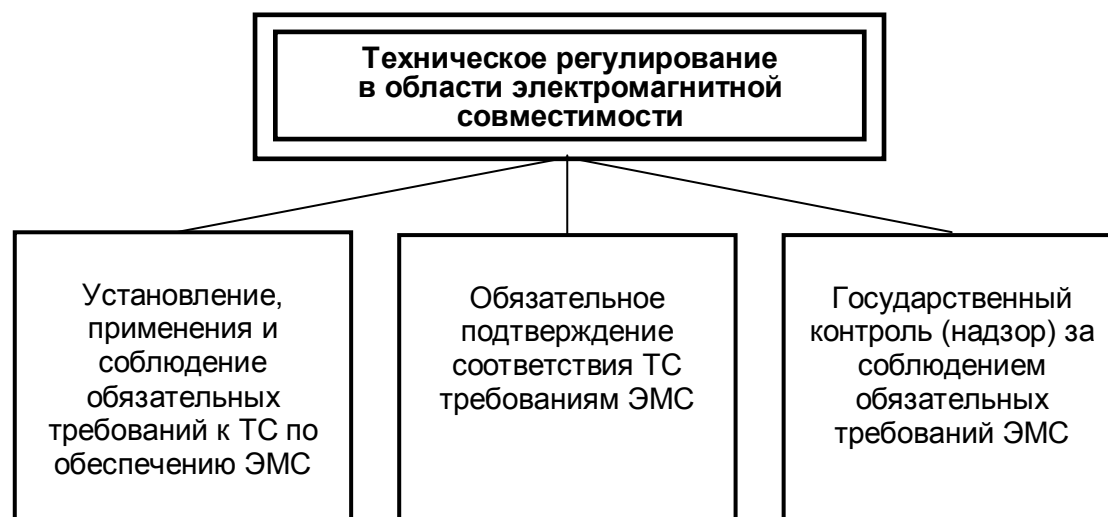 Техническое регулирование
в области электромагнитной
совместимости
Установление,
применения и
соблюдение
обязательных
требований к ТС по
обеспечению ЭМС
Обязательное
подтверждение
соответствия ТС
требованиям ЭМС
Государственный
контроль (надзор) за
соблюдением
обязательных
требований ЭМС